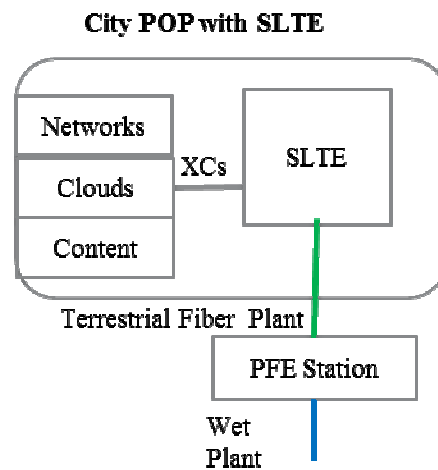 City POP with SLTE
Networks
Clouds
Content
XCs
SLTE
Terrestrial Fiber Plant
PFE Station
Wet
Plant